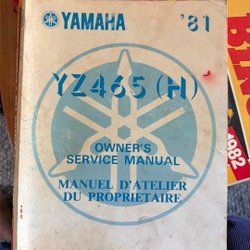 YAMAHA '81
YZ465 (H)
OWNER'S
SERVICE MANUAL
MANUEL D'ATELIER
DU PROPRIETAIRE
1982